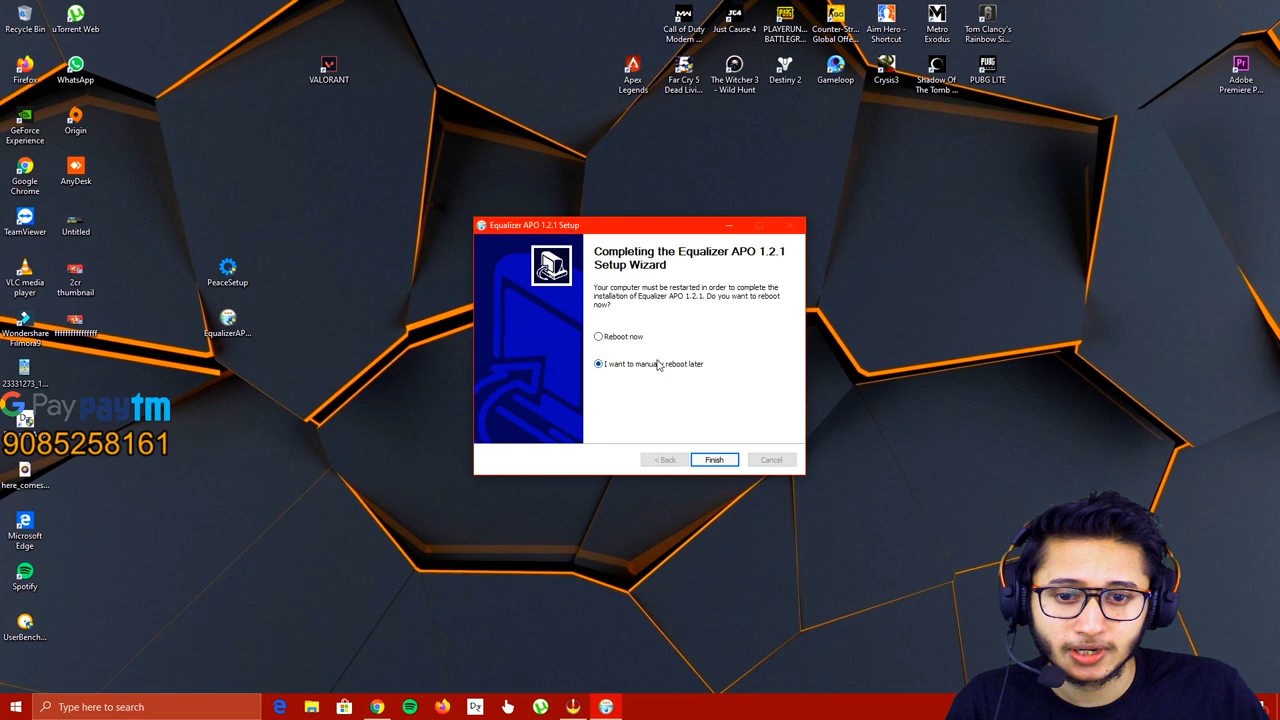 Recycle Bin
uTorrent Web
Call of Duty
Modern ...
Just Cause 4
PLAYERUN...
BATTLEGR...
Counter-Str...
Global Offe...
Aim Hero -
Shortcut
Metro
Exodus
Tom Clancy's
Rainbow Si...
Firefox
WhatsApp
VALORANT
Apex
Legends
Far Cry 5
Dead Livi...
The Witcher 3
- Wild Hunt
Destiny 2
Gameloop
Crysis3
Shadow Of
The Tomb ...
PUBG LITE
Adobe
Premiere P...
GeForce
Experience
Origin
Google
Chrome
AnyDesk
TeamViewer
Untitled
VLC media
player
2cr
thumbnail
PeaceSetup
Wondershare
Filmora9
EqualizerAP...
23331273_1...
G Pay paytm
9085258161
here_comes...
Microsoft
Edge
Spotify
UserBench...
Equalizer APO 1.2.1 Setup
Completing the Equalizer APO 1.2.1
Setup Wizard
Your computer must be restarted in order to complete the
installation of Equalizer APO 1.2.1. Do you want to reboot
now?
Reboot now
I want to manually reboot later
< Back
Finish
Cancel
Type here to search